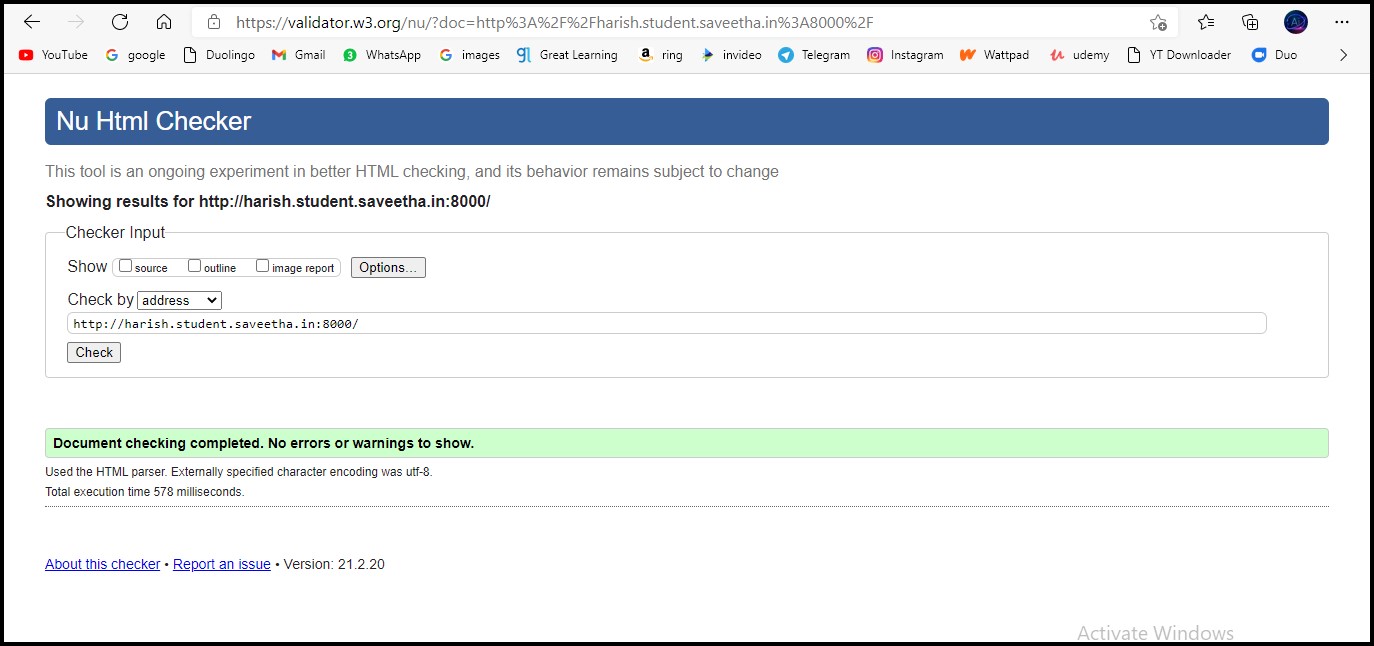 https://validator.w3.org/nu/?doc=http%3A%2F%2Fharish.student.saveetha.in%3A8000%2F
YouTube google Duolingo Gmail 3 WhatsApp images gl Great Learning a ring invideo Telegram Instagram Wattpad udemy YT Downloader Duo
Nu Html Checker
This tool is an ongoing experiment in better HTML checking, and its behavior remains subject to change
Showing results for http://harish.student.saveetha.in:8000/
Checker Input
Show source outline image report Options...
Check by address
http://harish.student.saveetha.in:8000/
Check
Document checking completed. No errors or warnings to show.
Used the HTML parser. Externally specified character encoding was utf-8.
Total execution time 578 milliseconds.
About this checker • Report an issue • Version: 21.2.20
Activate Windows